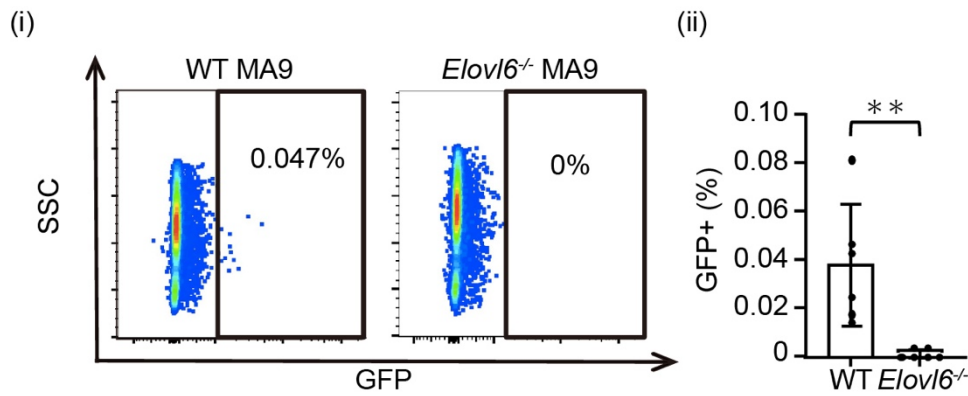 (i)
WT MA9
Elovl6-/- MA9
0.047%
0%
SSC
GFP
(ii)
**
GFP+ (%)
0.10
0.08
0.06
0.04
0.02
0
WT Elovl6-/-